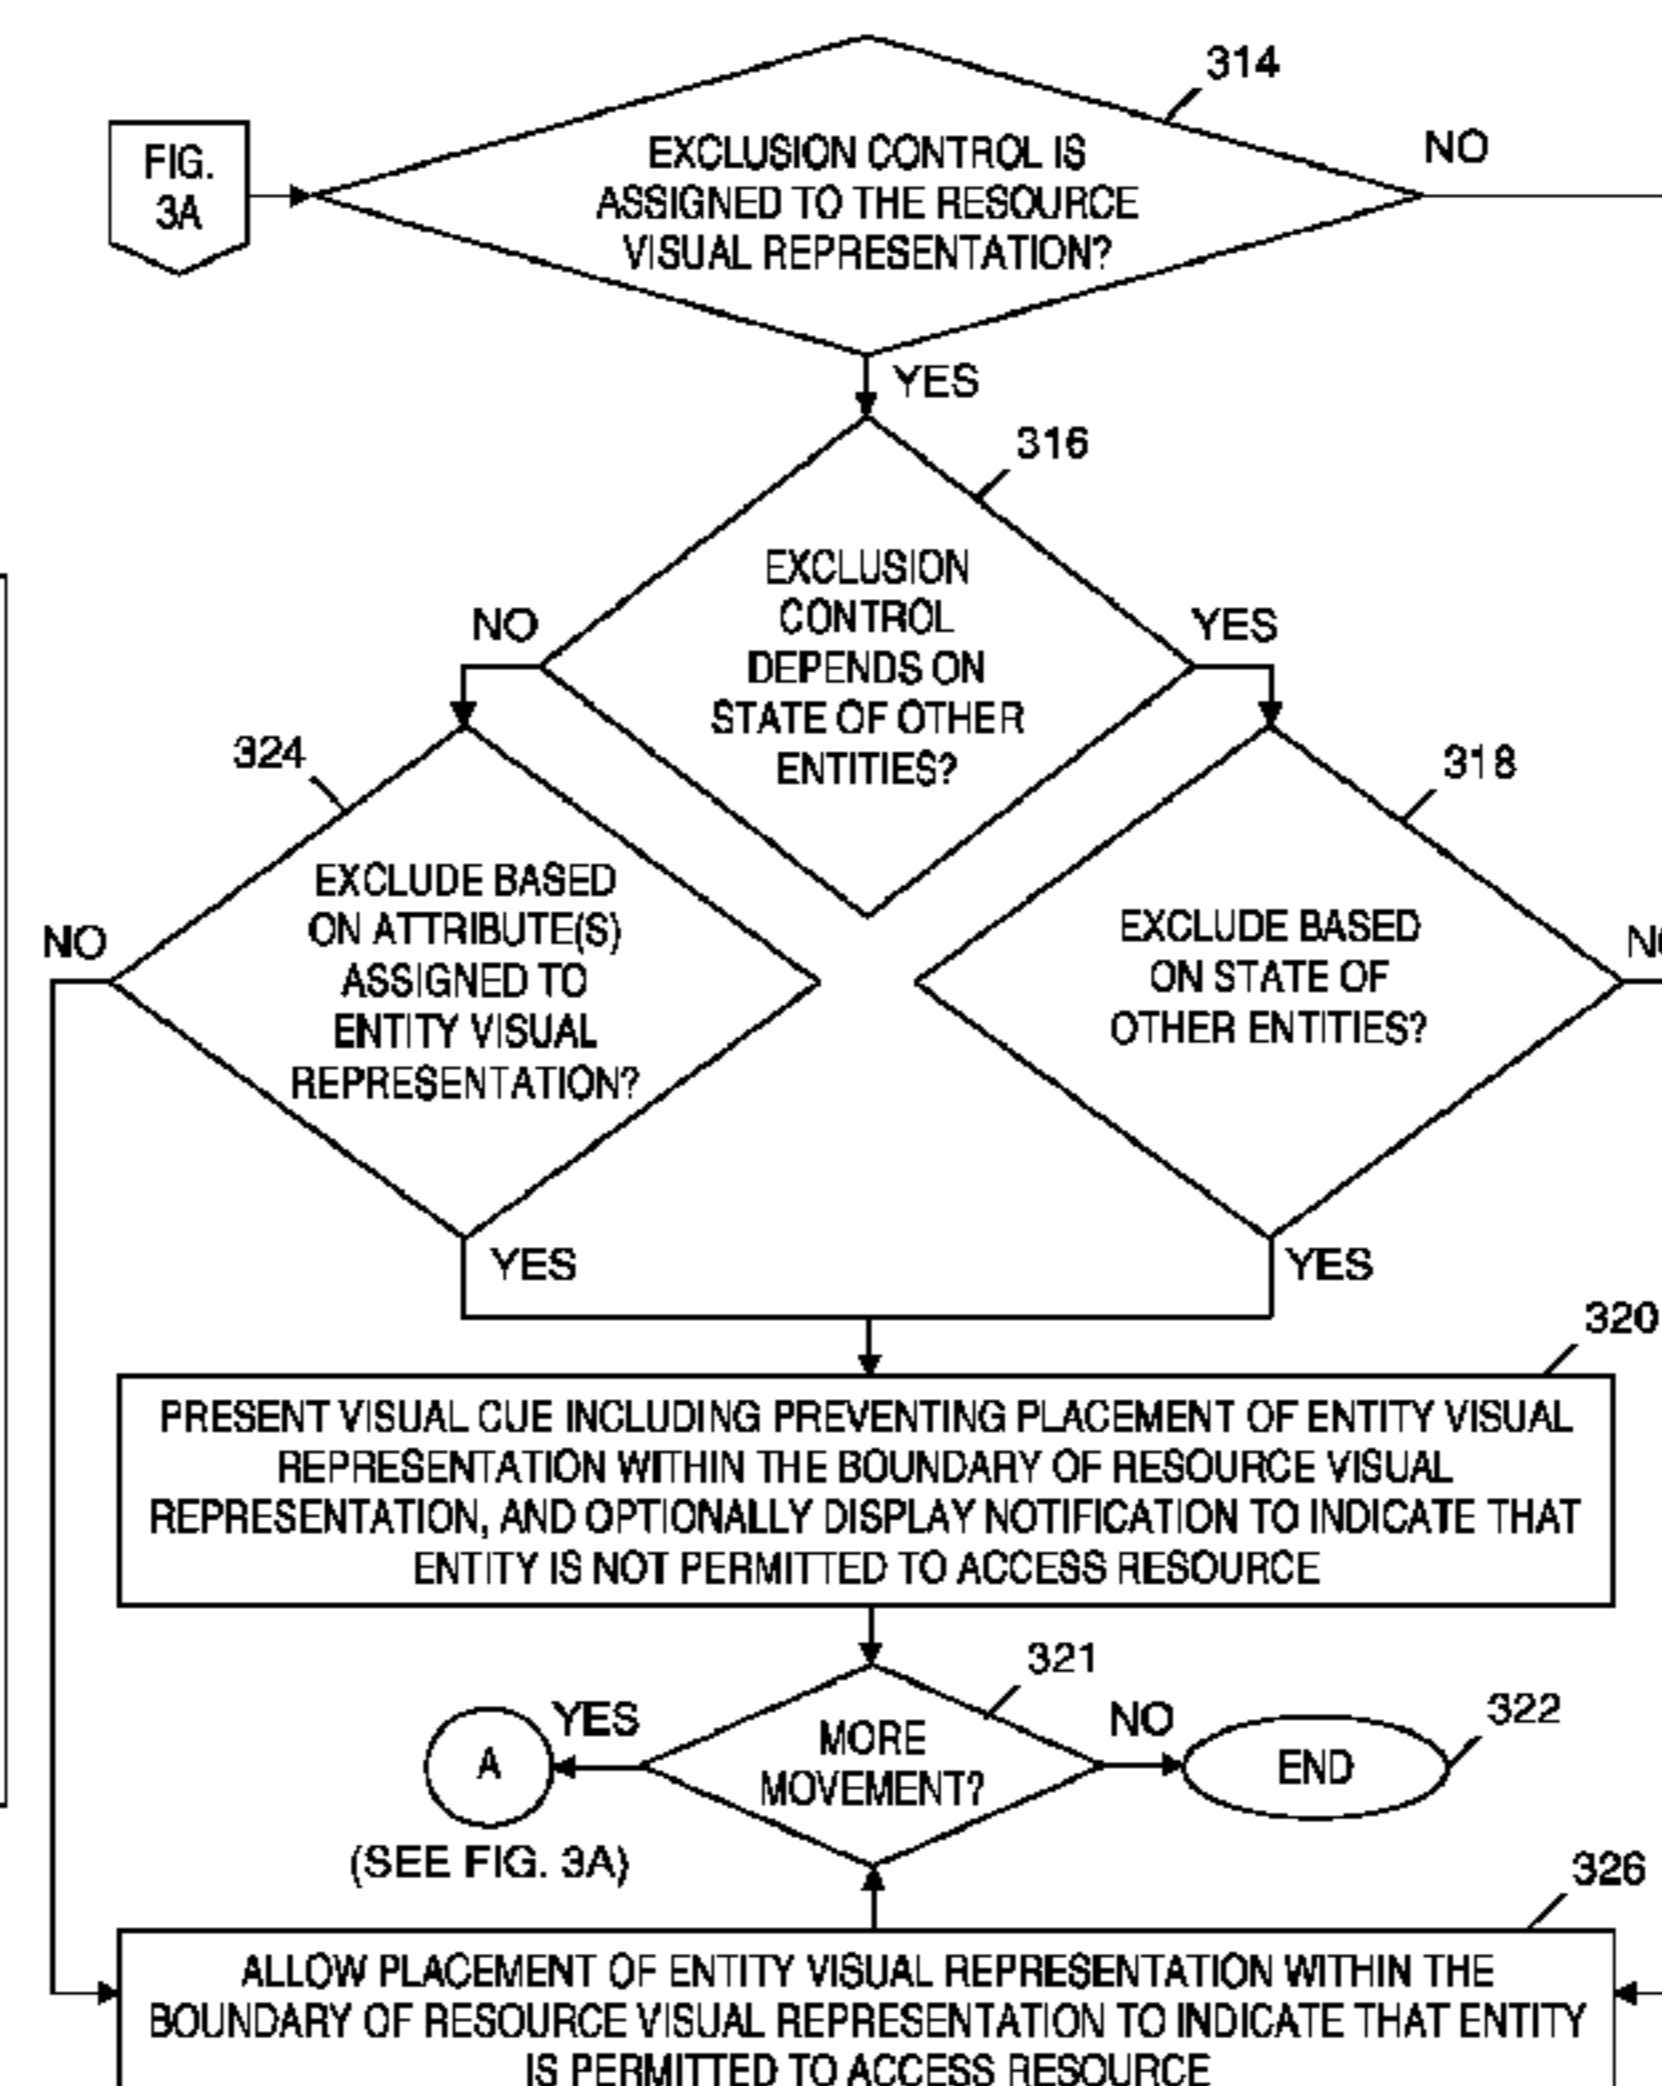 314
FIG.
3A
EXCLUSION CONTROL IS
ASSIGNED TO THE RESOURCE
VISUAL REPRESENTATION?
NO
YES
316
EXCLUSION
CONTROL
DEPENDS ON
STATE OF OTHER
ENTITIES?
NO
YES
324
318
EXCLUDE BASED
ON ATTRIBUTE(S)
ASSIGNED TO
ENTITY VISUAL
REPRESENTATION?
NO
EXCLUDE BASED
ON STATE OF
OTHER ENTITIES?
YES
YES
320
PRESENT VISUAL CUE INCLUDING PREVENTING PLACEMENT OF ENTITY VISUAL
REPRESENTATION WITHIN THE BOUNDARY OF RESOURCE VISUAL
REPRESENTATION, AND OPTIONALLY DISPLAY NOTIFICATION TO INDICATE THAT
ENTITY IS NOT PERMITTED TO ACCESS RESOURCE
321
YES
MORE
MOVEMENT?
NO
322
A
END
(SEE FIG. 3A)
326
ALLOW PLACEMENT OF ENTITY VISUAL REPRESENTATION WITHIN THE
BOUNDARY OF RESOURCE VISUAL REPRESENTATION TO INDICATE THAT ENTITY
IS PERMITTED TO ACCESS RESOURCE